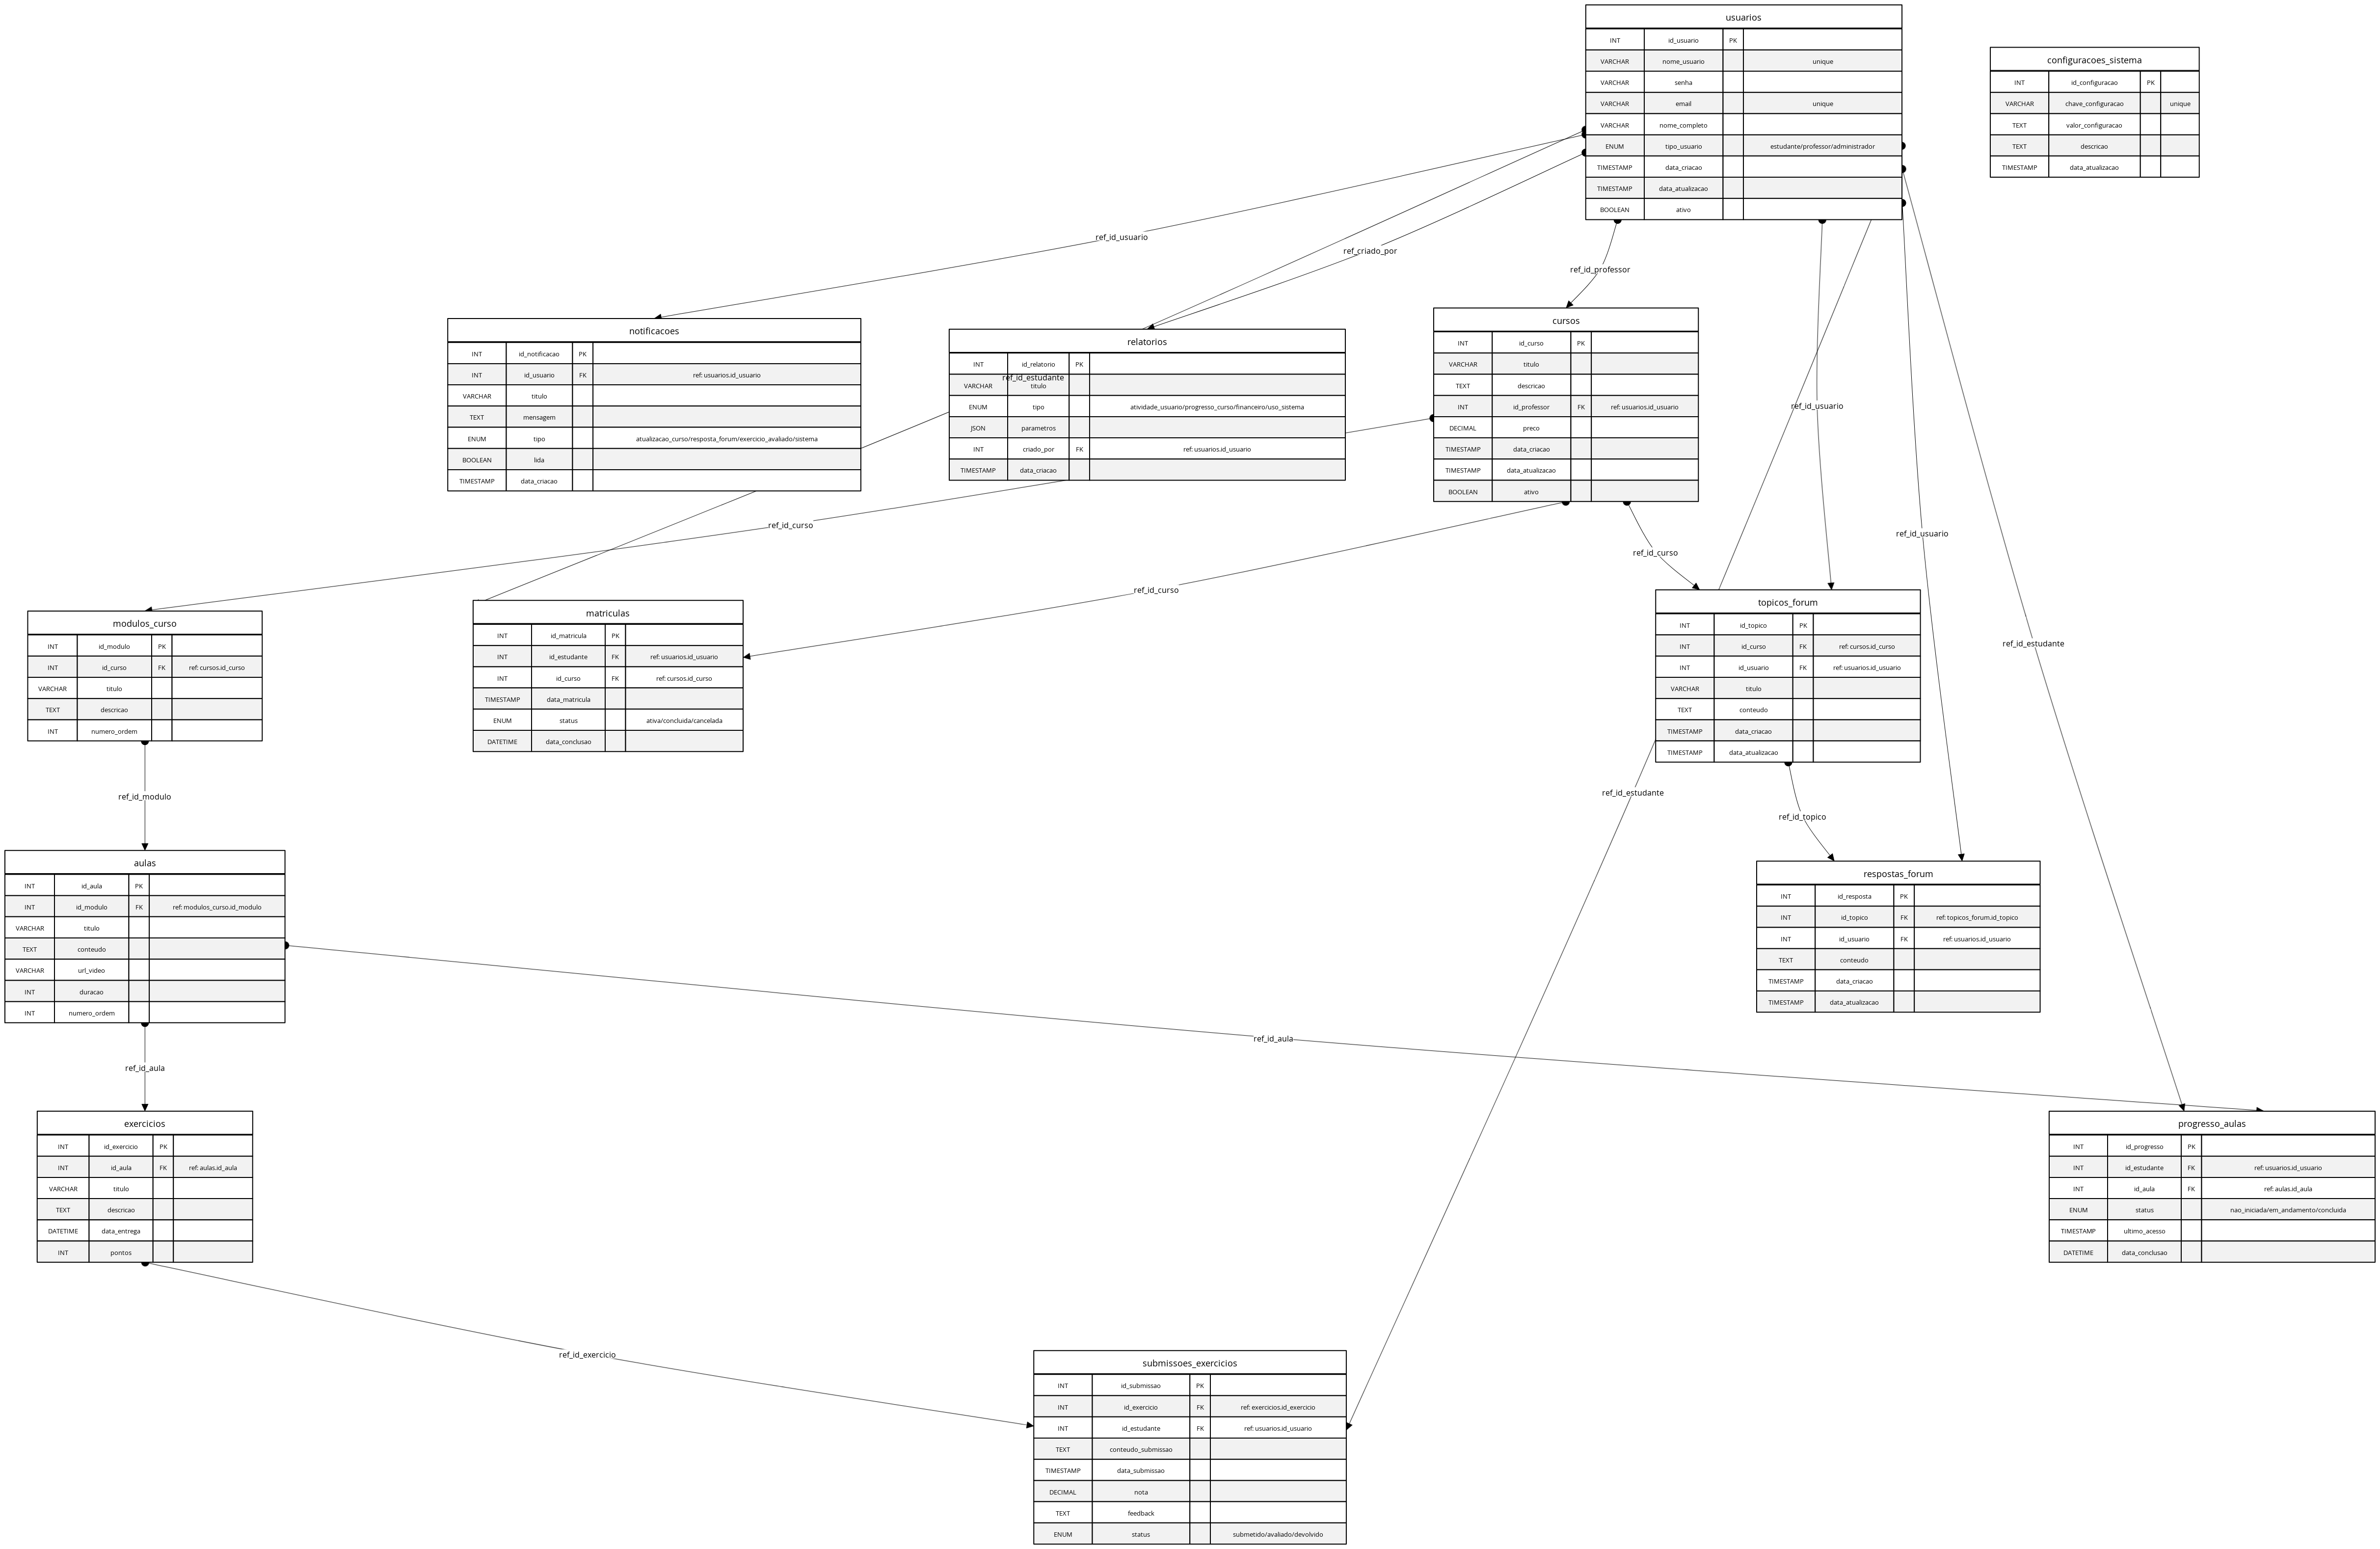 usuarios
INT id_usuario PK
VARCHAR nome_usuario unique
VARCHAR senha
VARCHAR email unique
VARCHAR nome_completo
ENUM tipo_usuario estudante/professor/administrador
TIMESTAMP data_criacao
TIMESTAMP data_atualizacao
BOOLEAN ativo
configuracoes_sistema
INT id_configuracao PK
VARCHAR chave_configuracao unique
TEXT valor_configuracao
TEXT descricao
TIMESTAMP data_atualizacao
ref_id_usuario
ref_criado_por
ref_id_professor
notificacoes
INT id_notificacao PK
INT id_usuario FK ref: usuarios.id_usuario
VARCHAR titulo
TEXT mensagem
ENUM tipo atualizacao_curso/resposta_forum/exercicio_avaliado/sistema
BOOLEAN lida
TIMESTAMP data_criacao
relatorios
INT id_relatorio PK
ref_id_estudante
VARCHAR titulo
ENUM tipo atividade_usuario/progresso_curso/financeiro/uso_sistema
JSON parametros
INT criado_por FK ref: usuarios.id_usuario
TIMESTAMP data_criacao
cursos
INT id_curso PK
VARCHAR titulo
TEXT descricao
INT id_professor FK ref: usuarios.id_usuario
DECIMAL preco
TIMESTAMP data_criacao
TIMESTAMP data_atualizacao
BOOLEAN ativo
ref_id_usuario
ref_id_curso
ref_id_curso
ref_id_curso
ref_id_usuario
modulos_curso
INT id_modulo PK
INT id_curso FK ref: cursos.id_curso
VARCHAR titulo
TEXT descricao
INT numero_ordem
matriculas
INT id_matricula PK
INT id_estudante FK ref: usuarios.id_usuario
INT id_curso FK ref: cursos.id_curso
TIMESTAMP data_matricula
ENUM status ativa/concluida/cancelada
DATETIME data_conclusao
topicos_forum
INT id_topico PK
INT id_curso FK ref: cursos.id_curso
INT id_usuario FK ref: usuarios.id_usuario
VARCHAR titulo
TEXT conteudo
TIMESTAMP data_criacao
TIMESTAMP data_atualizacao
ref_id_estudante
ref_id_modulo
ref_id_estudante
ref_id_topico
aulas
INT id_aula PK
INT id_modulo FK ref: modulos_curso.id_modulo
VARCHAR titulo
TEXT conteudo
VARCHAR url_video
INT duracao
INT numero_ordem
respostas_forum
INT id_resposta PK
INT id_topico FK ref: topicos_forum.id_topico
INT id_usuario FK ref: usuarios.id_usuario
TEXT conteudo
TIMESTAMP data_criacao
TIMESTAMP data_atualizacao
ref_id_aula
ref_id_aula
exercicios
INT id_exercicio PK
INT id_aula FK ref: aulas.id_aula
VARCHAR titulo
TEXT descricao
DATETIME data_entrega
INT pontos
progresso_aulas
INT id_progresso PK
INT id_estudante FK ref: usuarios.id_usuario
INT id_aula FK ref: aulas.id_aula
ENUM status nao_iniciada/em_andamento/concluida
TIMESTAMP ultimo_acesso
DATETIME data_conclusao
ref_id_exercicio
submissoes_exercicios
INT id_submissao PK
INT id_exercicio FK ref: exercicios.id_exercicio
INT id_estudante FK ref: usuarios.id_usuario
TEXT conteudo_submissao
TIMESTAMP data_submissao
DECIMAL nota
TEXT feedback
ENUM status submetido/avaliado/devolvido